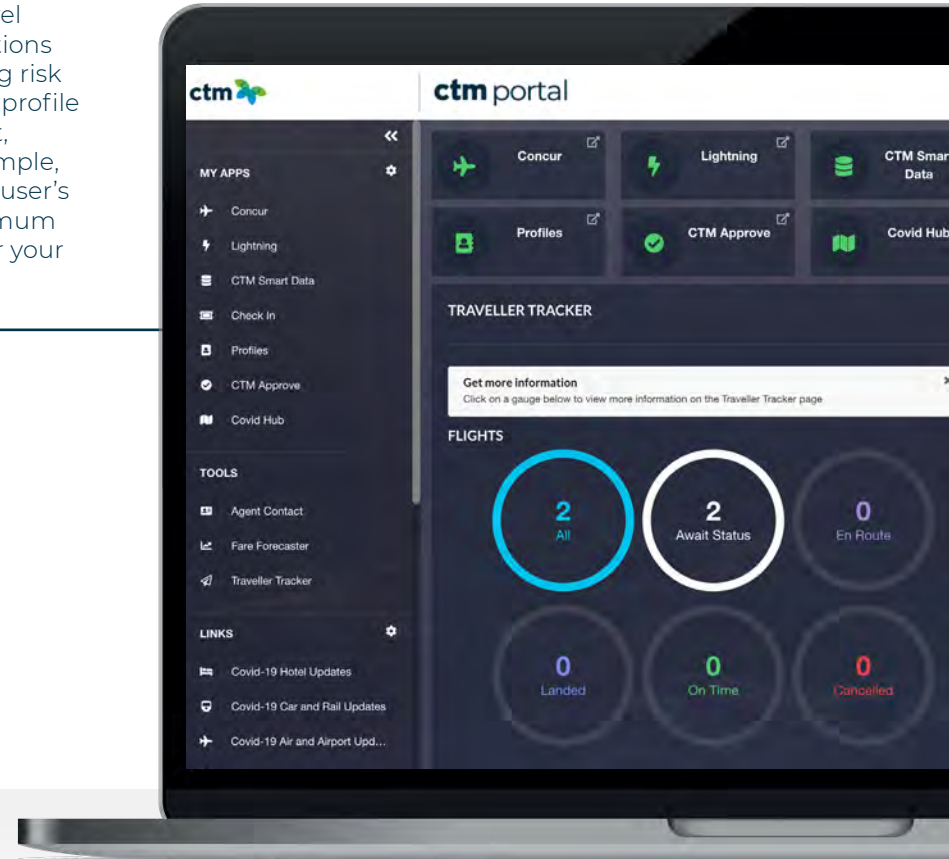 el
tions
g risk
profile
t,
mple,
user's
mum
r your
ctm
ctm portal
MY APPS
Concur
Lightning
CTM Smart Data
Check In
Profiles
CTM Approve
Covid Hub
TOOLS
Agent Contact
Fare Forecaster
Traveller Tracker
LINKS
Covid-19 Hotel Updates
Covid-19 Car and Rail Updates
Covid-19 Air and Airport Upd...
Concur
Lightning
CTM Smar
Data
Profiles
CTM Approve
Covid Hub
TRAVELLER TRACKER
Get more information
Click on a gauge below to view more information on the Traveller Tracker page
FLIGHTS
2
All
2
Await Status
0
En Route
0
Landed
0
On Time
0
Cancelled